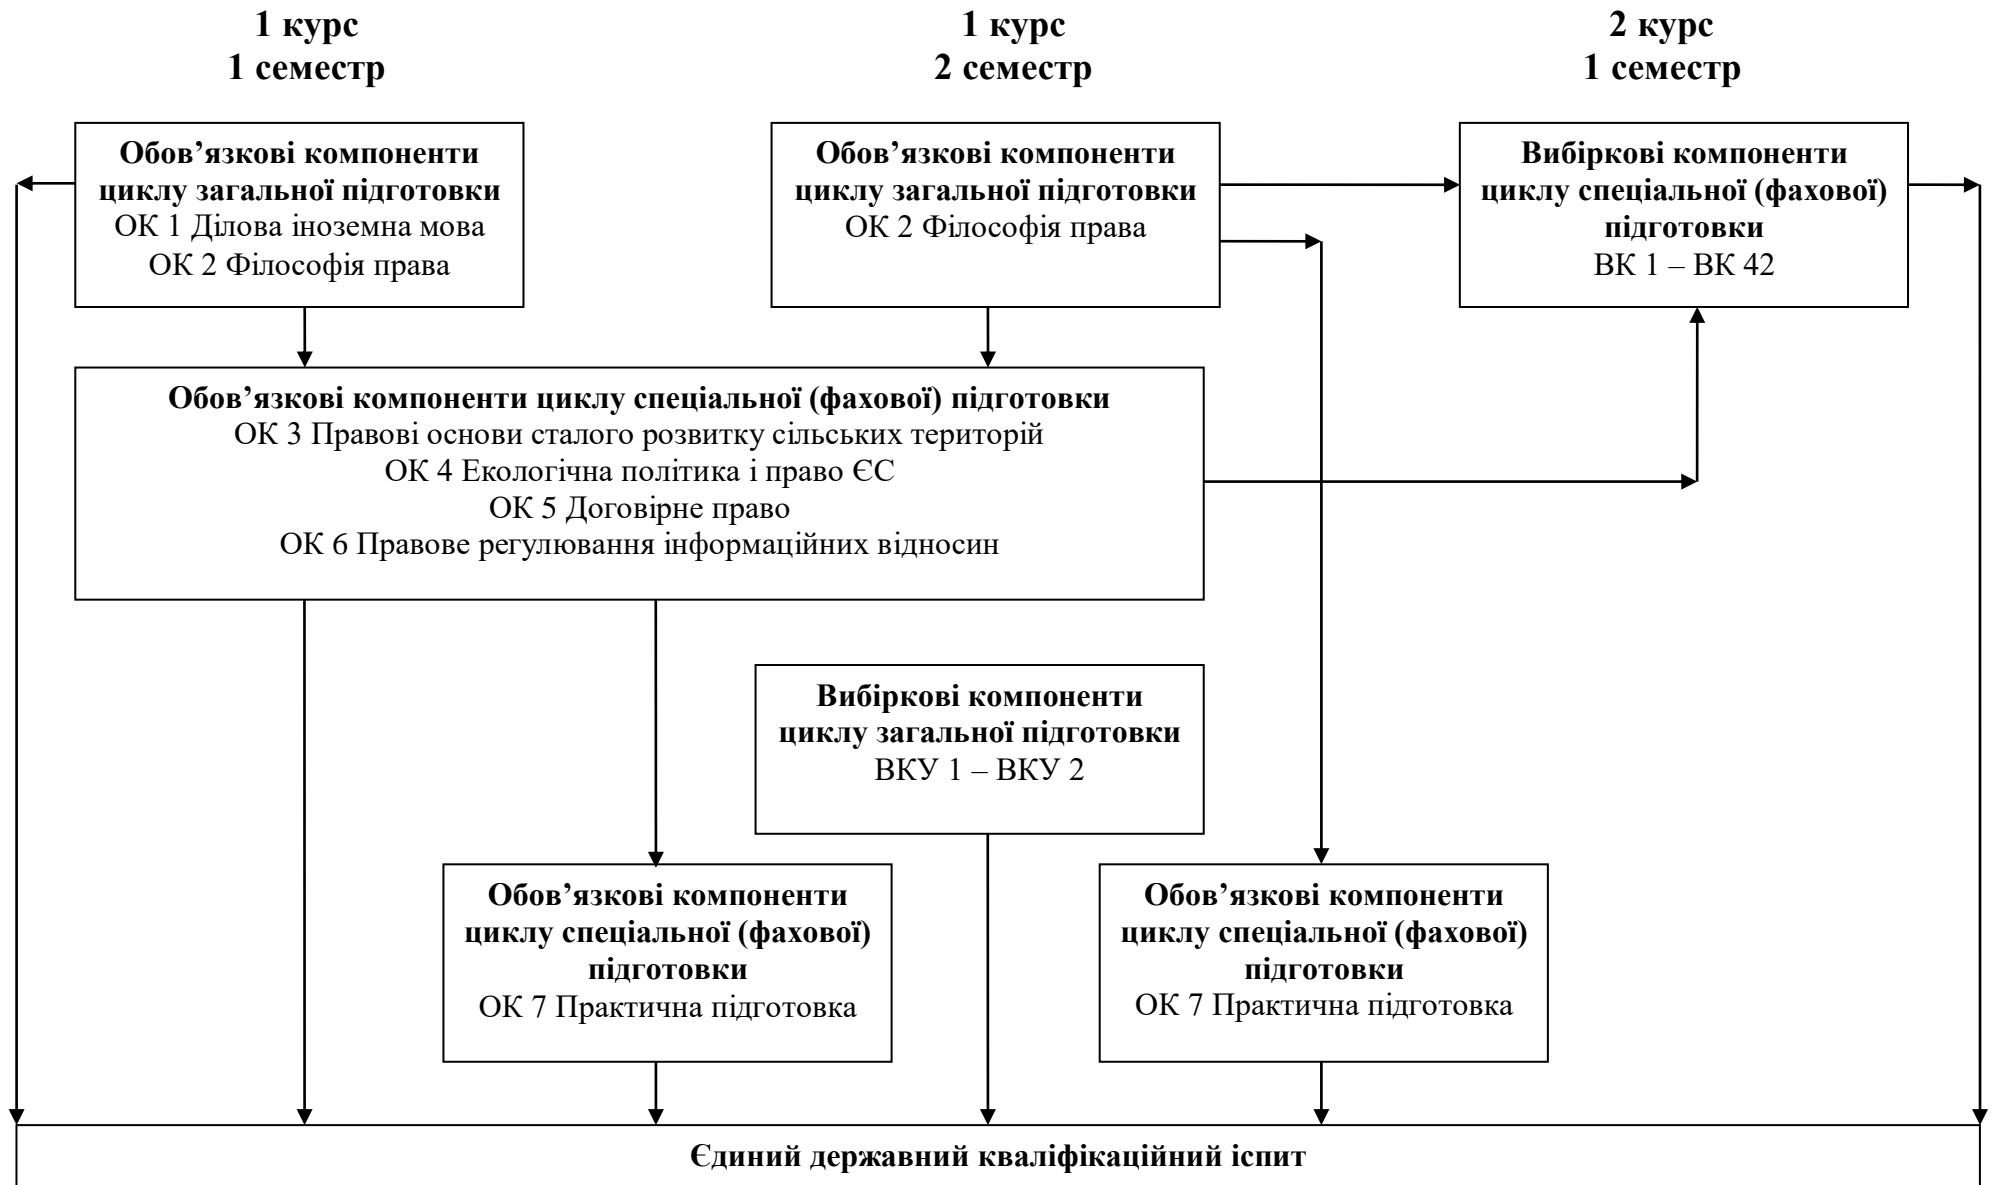 1 курс
1 семестр
1 курс
2 семестр
2 курс
1 семестр
Обов’язкові компоненти
циклу загальної підготовки
ОК 1 Ділова іноземна мова
ОК 2 Філософія права
Обов’язкові компоненти
циклу загальної підготовки
ОК 2 Філософія права
Вибіркові компоненти
циклу спеціальної (фахової)
підготовки
ВК 1 – ВК 42
Обов’язкові компоненти циклу спеціальної (фахової) підготовки
ОК 3 Правові основи сталого розвитку сільських територій
ОК 4 Екологічна політика і право ЄС
ОК 5 Договірне право
ОК 6 Правове регулювання інформаційних відносин
Вибіркові компоненти
циклу загальної підготовки
ВКУ 1 – ВКУ 2
Обов’язкові компоненти
циклу спеціальної (фахової)
підготовки
ОК 7 Практична підготовка
Обов’язкові компоненти
циклу спеціальної (фахової)
підготовки
ОК 7 Практична підготовка
Єдиний державний кваліфікаційний іспит